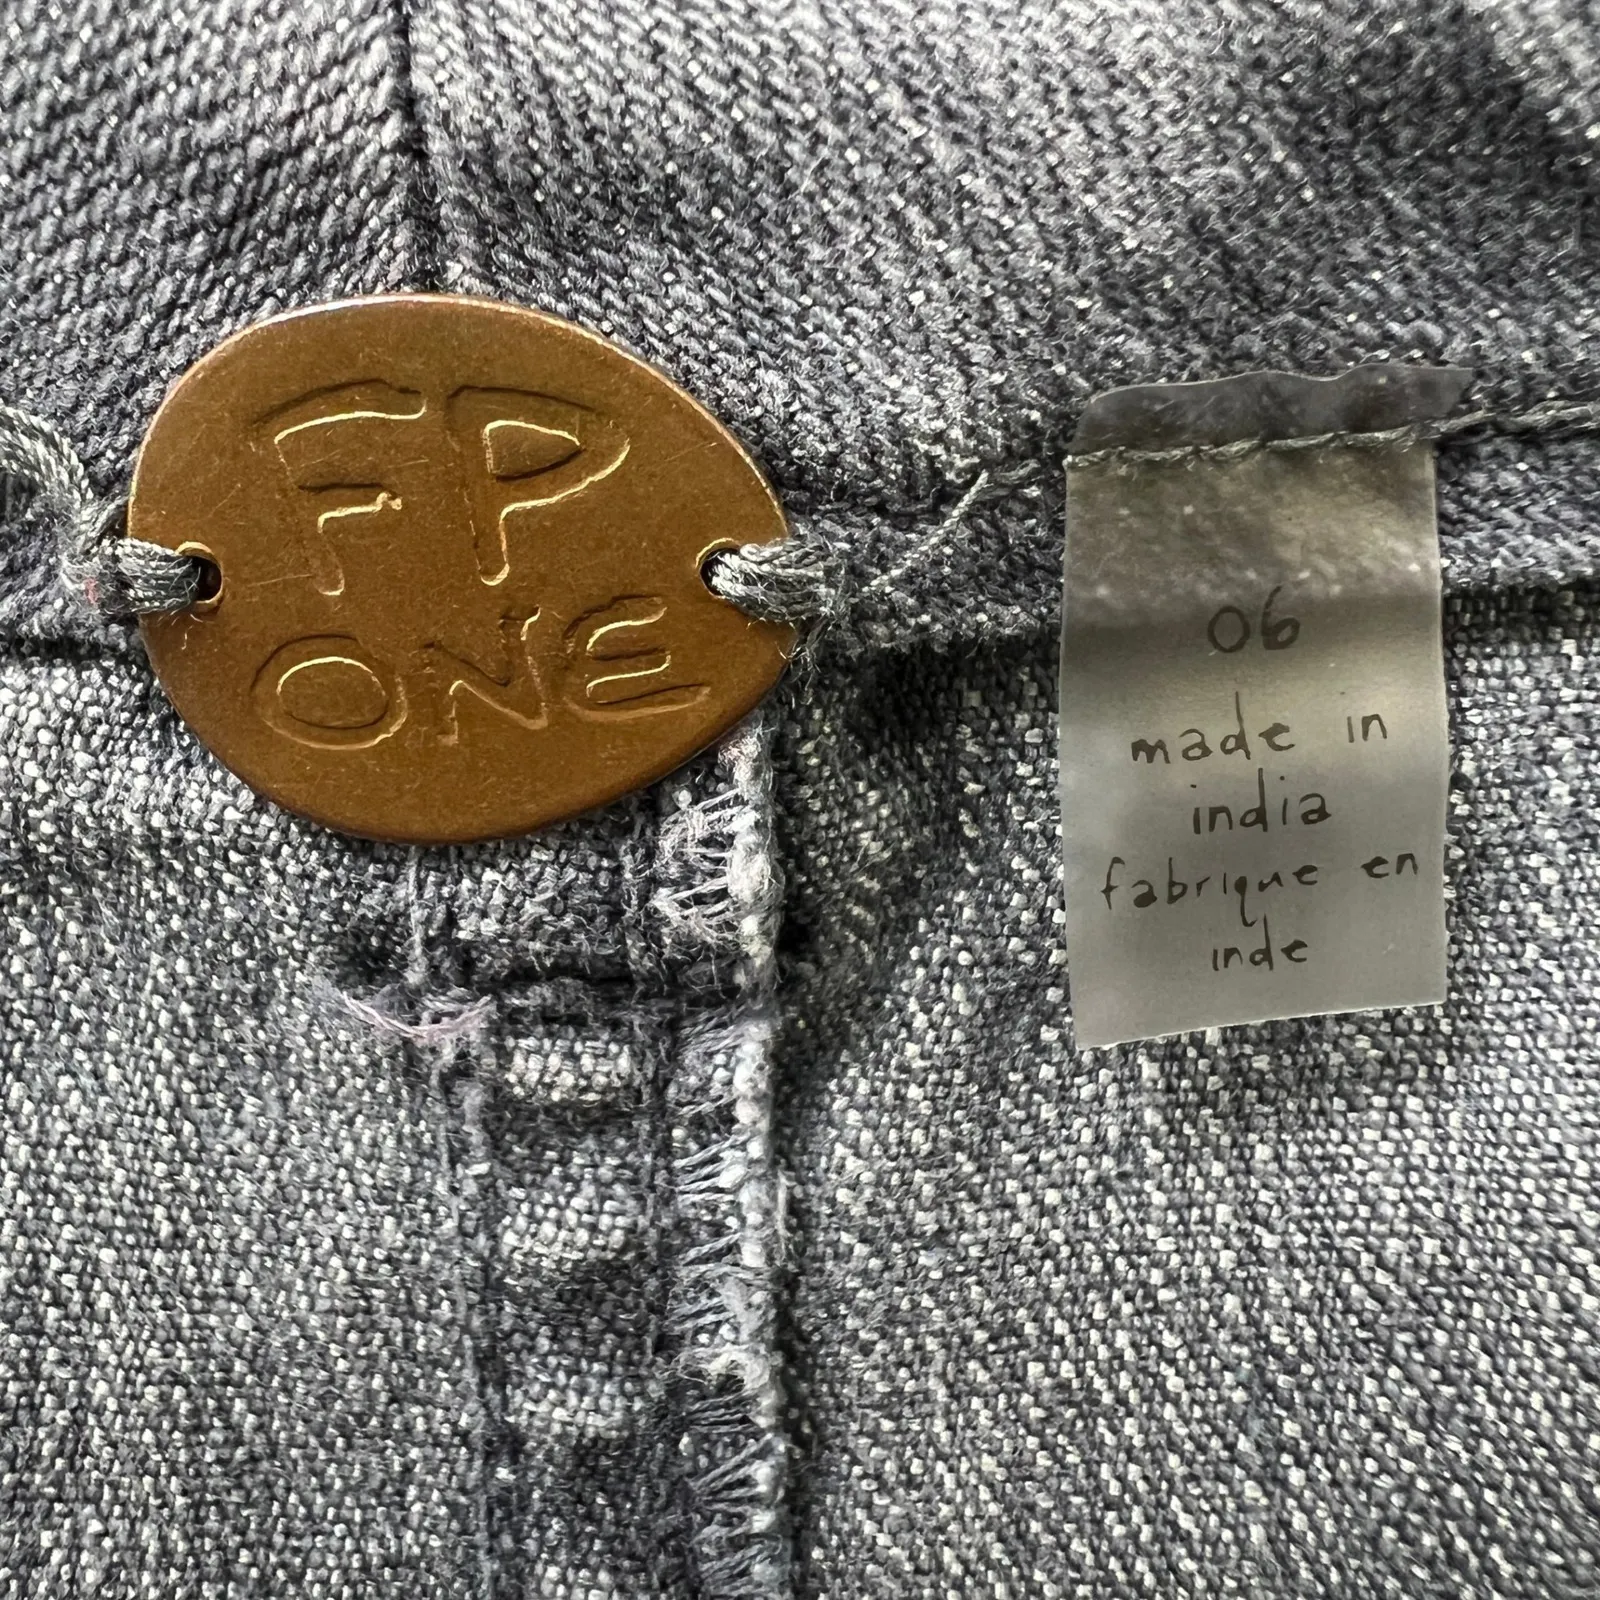 FP
ONE
06
made in
india
fabrique en
inde